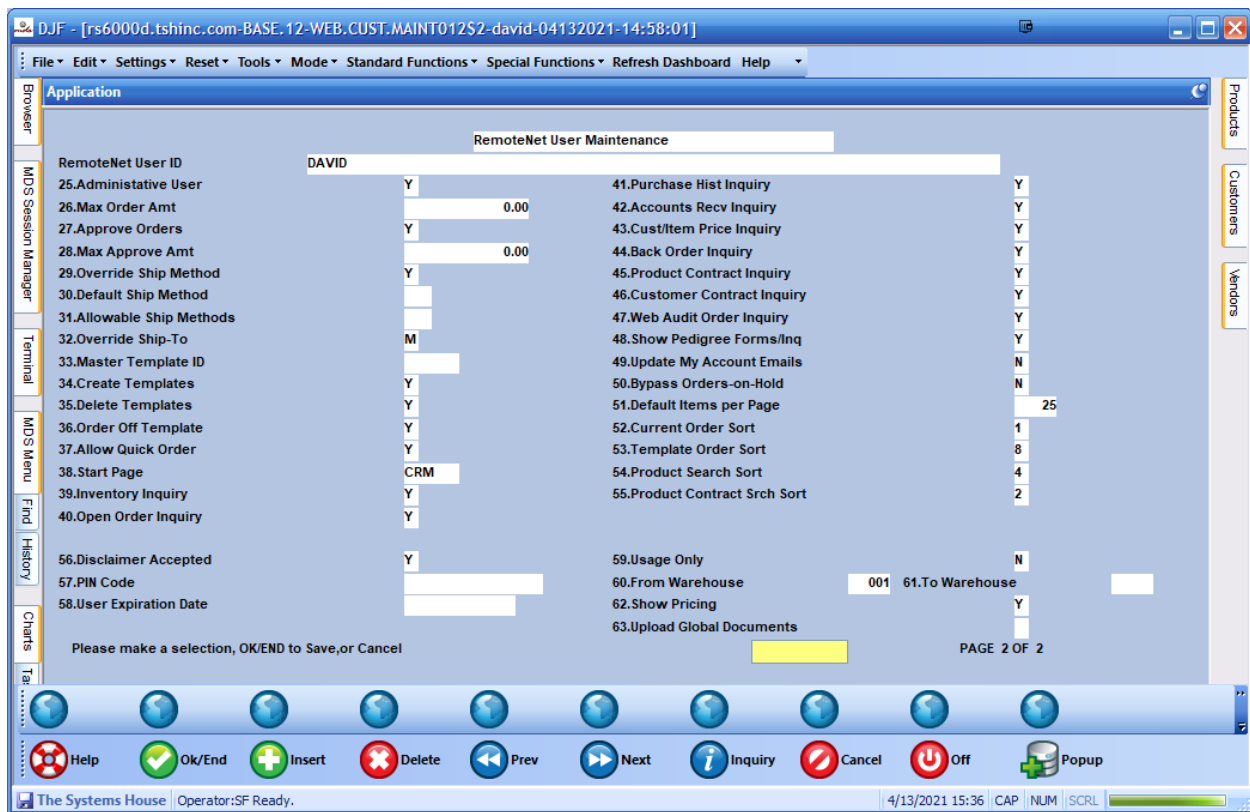 DJF - [rs6000d.tshinc.com-BASE.12-WEB.CUST.MAINT012$2-david-04132021-14:58:01]
File Edit Settings Reset Tools Mode Standard Functions Special Functions Refresh Dashboard Help
Browser
MDS Session Manager
Terminal
MDS Menu
Find
History
Charts
Application
RemoteNet User Maintenance
RemoteNet User ID DAVID
25.Administative User Y 41.Purchase Hist Inquiry Y
26.Max Order Amt 0.00 42.Accounts Recv Inquiry Y
27.Approve Orders Y 43.Cust/Item Price Inquiry Y
28.Max Approve Amt 0.00 44.Back Order Inquiry Y
29.Override Ship Method Y 45.Product Contract Inquiry Y
30.Default Ship Method 46.Customer Contract Inquiry Y
31.Allowable Ship Methods 47.Web Audit Order Inquiry Y
32.Override Ship-To M 48.Show Pedigree Forms/Inq Y
33.Master Template ID 49.Update My Account Emails N
34.Create Templates Y 50.Bypass Orders-on-Hold N
35.Delete Templates Y 51.Default Items per Page 25
36.Order Off Template Y 52.Current Order Sort 1
37.Allow Quick Order Y 53.Template Order Sort 8
38.Start Page CRM 54.Product Search Sort 4
39.Inventory Inquiry Y 55.Product Contract Srch Sort 2
40.Open Order Inquiry Y
56.Disclaimer Accepted Y 59.Usage Only N
57.PIN Code 60.From Warehouse 001 61.To Warehouse
58.User Expiration Date 62.Show Pricing Y
63.Upload Global Documents
Please make a selection, OK/END to Save,or Cancel PAGE 2 OF 2
Products
Customers
Vendors
Help Ok/End Insert Delete Prev Next Inquiry Cancel Off Popup
The Systems House Operator:SF Ready. 4/13/2021 15:36 CAP NUM SCRL